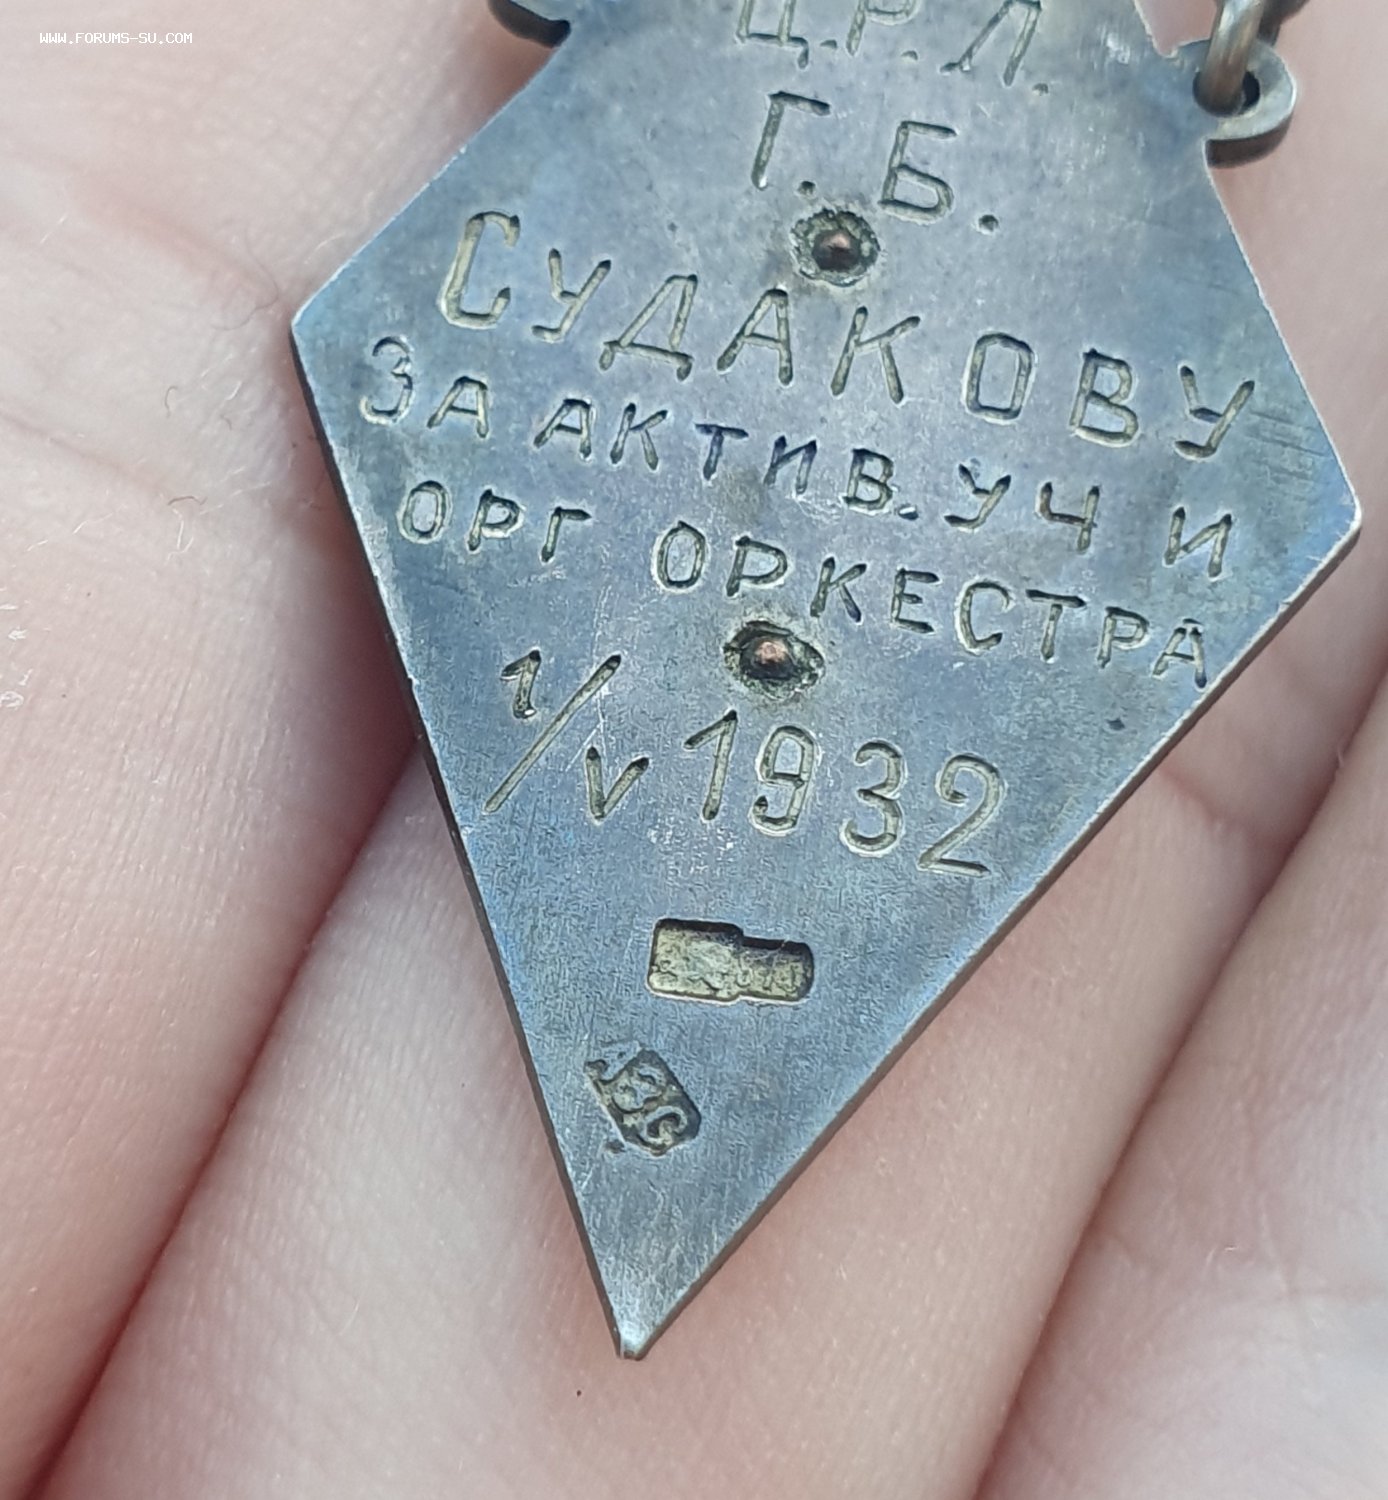 WWW.FORUMS-SU.COM
Ц.Р.Л.
Г. Б.
СУДАКОВУ
ЗА АКТИВ. УЧ И
ОРГ ОРКЕСТРА
1/V 1932